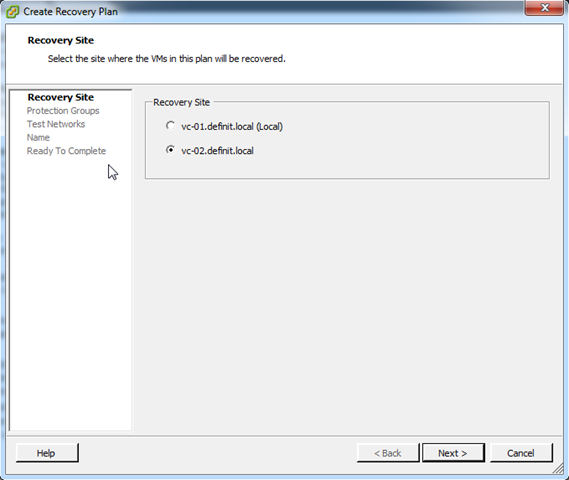 Create Recovery Plan
Recovery Site
Select the site where the VMs in this plan will be recovered.
Recovery Site
Protection Groups
Test Networks
Name
Ready To Complete
Recovery Site
vc-01.definit.local (Local)
vc-02.definit.local
Help
< Back
Next >
Cancel